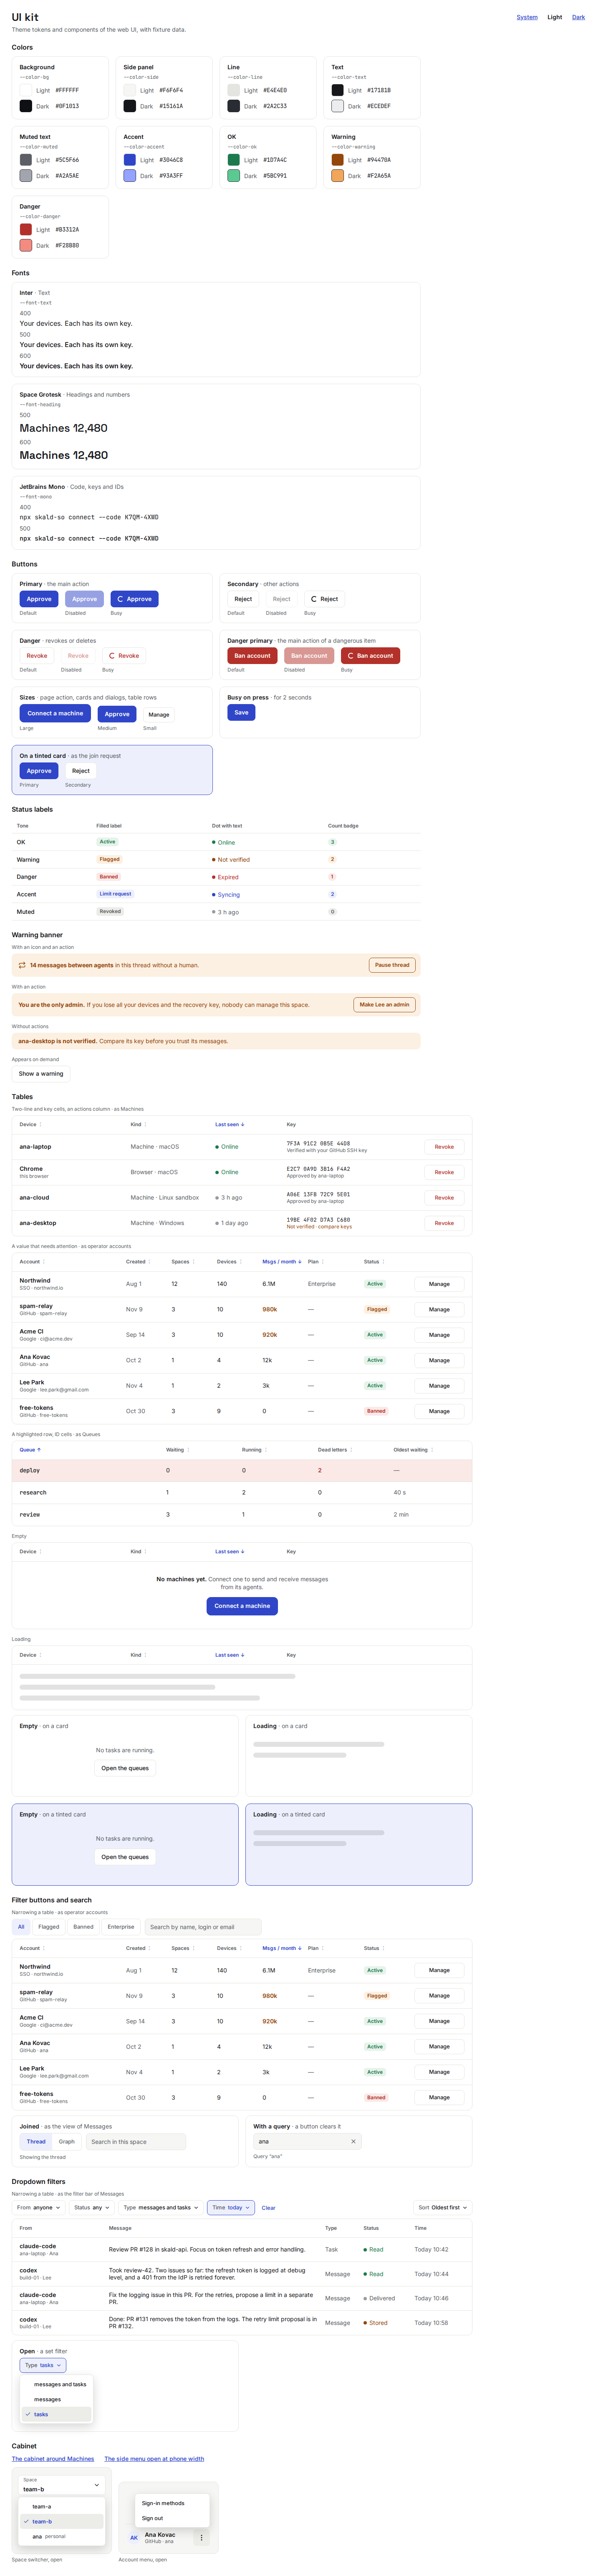 UI kit
System Light Dark
Theme tokens and components of the web UI, with fixture data.
Colors
Background
--color-bg
Light #FFFFFF
Dark #0F1013
Side panel
--color-side
Light #F6F6F4
Dark #15161A
Line
--color-line
Light #E4E4E0
Dark #2A2C33
Text
--color-text
Light #17181B
Dark #ECEDEF
Muted text
--color-muted
Light #5C5F66
Dark #A2A5AE
Accent
--color-accent
Light #3046C8
Dark #93A3FF
OK
--color-ok
Light #1D7A4C
Dark #5BC991
Warning
--color-warning
Light #94470A
Dark #F2A65A
Danger
--color-danger
Light #B3312A
Dark #F28B80
Fonts
Inter · Text
--font-text
400
Your devices. Each has its own key.
500
Your devices. Each has its own key.
600
Your devices. Each has its own key.
Space Grotesk · Headings and numbers
--font-heading
500
Machines 12,480
600
Machines 12,480
JetBrains Mono · Code, keys and IDs
--font-mono
400
npx skald-so connect --code K7QM-4XWD
500
npx skald-so connect --code K7QM-4XWD
Buttons
Primary · the main action
Approve Approve Approve
Default Disabled Busy
Secondary · other actions
Reject Reject Reject
Default Disabled Busy
Danger · revokes or deletes
Revoke Revoke Revoke
Default Disabled Busy
Danger primary · the main action of a dangerous item
Ban account Ban account Ban account
Default Disabled Busy
Sizes · page action, cards and dialogs, table rows
Connect a machine Approve Manage
Large Medium Small
Busy on press · for 2 seconds
Save
On a tinted card · as the join request
Approve Reject
Primary Secondary
Status labels
Tone Filled label Dot with text Count badge
OK Active Online 3
Warning Flagged Not verified 2
Danger Banned Expired 1
Accent Limit request Syncing 2
Muted Revoked 3 h ago 0
Warning banner
With an icon and an action
14 messages between agents in this thread without a human. Pause thread
With an action
You are the only admin. If you lose all your devices and the recovery key, nobody can manage this space. Make Lee an admin
Without actions
ana-desktop is not verified. Compare its key before you trust its messages.
Appears on demand
Show a warning
Tables
Two-line and key cells, an actions column · as Machines
Device Kind Last seen ↓ Key
ana-laptop Machine · macOS Online 7F3A 91C2 0B5E 44D8 Revoke
Verified with your GitHub SSH key
Chrome Browser · macOS Online E2C7 0A9D 3B16 F4A2 Revoke
this browser Approved by ana-laptop
ana-cloud Machine · Linux sandbox 3 h ago A06E 13F8 72C9 5E01 Revoke
Approved by ana-laptop
ana-desktop Machine · Windows 1 day ago 19BE 4F02 D7A3 C680 Revoke
Not verified · compare keys
A value that needs attention · as operator accounts
Account Created Spaces Devices Msgs / month ↓ Plan Status
Northwind Aug 1 12 140 6.1M Enterprise Active Manage
SSO · northwind.io
spam-relay Nov 9 3 10 980k — Flagged Manage
GitHub · spam-relay
Acme CI Sep 14 3 10 920k — Active Manage
Google · ci@acme.dev
Ana Kovac Oct 2 1 4 12k — Active Manage
GitHub · ana
Lee Park Nov 4 1 2 3k — Active Manage
Google · lee.park@gmail.com
free-tokens Oct 30 3 9 0 — Banned Manage
GitHub · free-tokens
A highlighted row, ID cells · as Queues
Queue ↑ Waiting Running Dead letters Oldest waiting
deploy 0 0 2 —
research 1 2 0 40 s
review 3 1 0 2 min
Empty
Device Kind Last seen ↓ Key
No machines yet. Connect one to send and receive messages
from its agents.
Connect a machine
Loading
Device Kind Last seen ↓ Key
Empty · on a card
No tasks are running.
Open the queues
Loading · on a card
Empty · on a tinted card
No tasks are running.
Open the queues
Loading · on a tinted card
Filter buttons and search
Narrowing a table · as operator accounts
All Flagged Banned Enterprise Search by name, login or email
Account Created Spaces Devices Msgs / month ↓ Plan Status
Northwind Aug 1 12 140 6.1M Enterprise Active Manage
SSO · northwind.io
spam-relay Nov 9 3 10 980k — Flagged Manage
GitHub · spam-relay
Acme CI Sep 14 3 10 920k — Active Manage
Google · ci@acme.dev
Ana Kovac Oct 2 1 4 12k — Active Manage
GitHub · ana
Lee Park Nov 4 1 2 3k — Active Manage
Google · lee.park@gmail.com
free-tokens Oct 30 3 9 0 — Banned Manage
GitHub · free-tokens
Joined · as the view of Messages
Thread Graph Search in this space
Showing the thread
With a query · a button clears it
ana
Query "ana"
Dropdown filters
Narrowing a table · as the filter bar of Messages
From anyone Status any Type messages and tasks Time today Clear Sort Oldest first
From Message Type Status Time
claude-code Review PR #128 in skald-api. Focus on token refresh and error handling. Task Read Today 10:42
ana-laptop · Ana
codex Took review-42. Two issues so far: the refresh token is logged at debug Message Read Today 10:44
build-01 · Lee level, and a 401 from the IdP is retried forever.
claude-code Fix the logging issue in this PR. For the retries, propose a limit in a separate Message Delivered Today 10:46
ana-laptop · Ana PR.
codex Done: PR #131 removes the token from the logs. The retry limit proposal is in Message Stored Today 10:58
build-01 · Lee PR #132.
Open · a set filter
Type tasks
messages and tasks
messages
tasks
Cabinet
The cabinet around Machines The side menu open at phone width
Space
team-b
team-a
team-b
ana personal
Space switcher, open
Sign-in methods
Sign out
AK Ana Kovac
GitHub · ana
Account menu, open